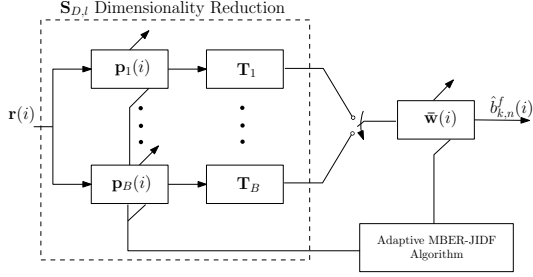 S_{D,l} Dimensionality Reduction
p_1(i)
T_1
r(i)
w̄(i)
b̂^f_{k,n}(i)
p_B(i)
T_B
Adaptive MBER-JIDF
Algorithm